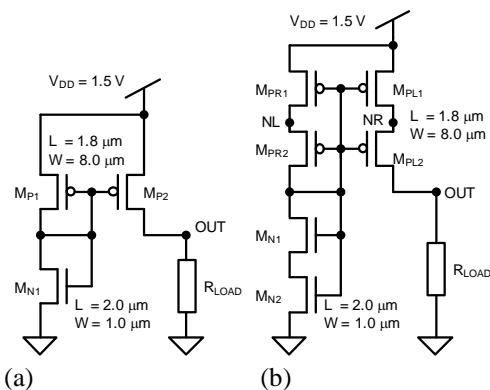 V_DD = 1.5 V
L = 1.8 µm
W = 8.0 µm
M_P1
M_P2
OUT
M_N1
R_LOAD
L = 2.0 µm
W = 1.0 µm
(a)
V_DD = 1.5 V
M_PR1
M_PL1
NL
NR
L = 1.8 µm
W = 8.0 µm
M_PR2
M_PL2
OUT
M_N1
R_LOAD
M_N2
L = 2.0 µm
W = 1.0 µm
(b)